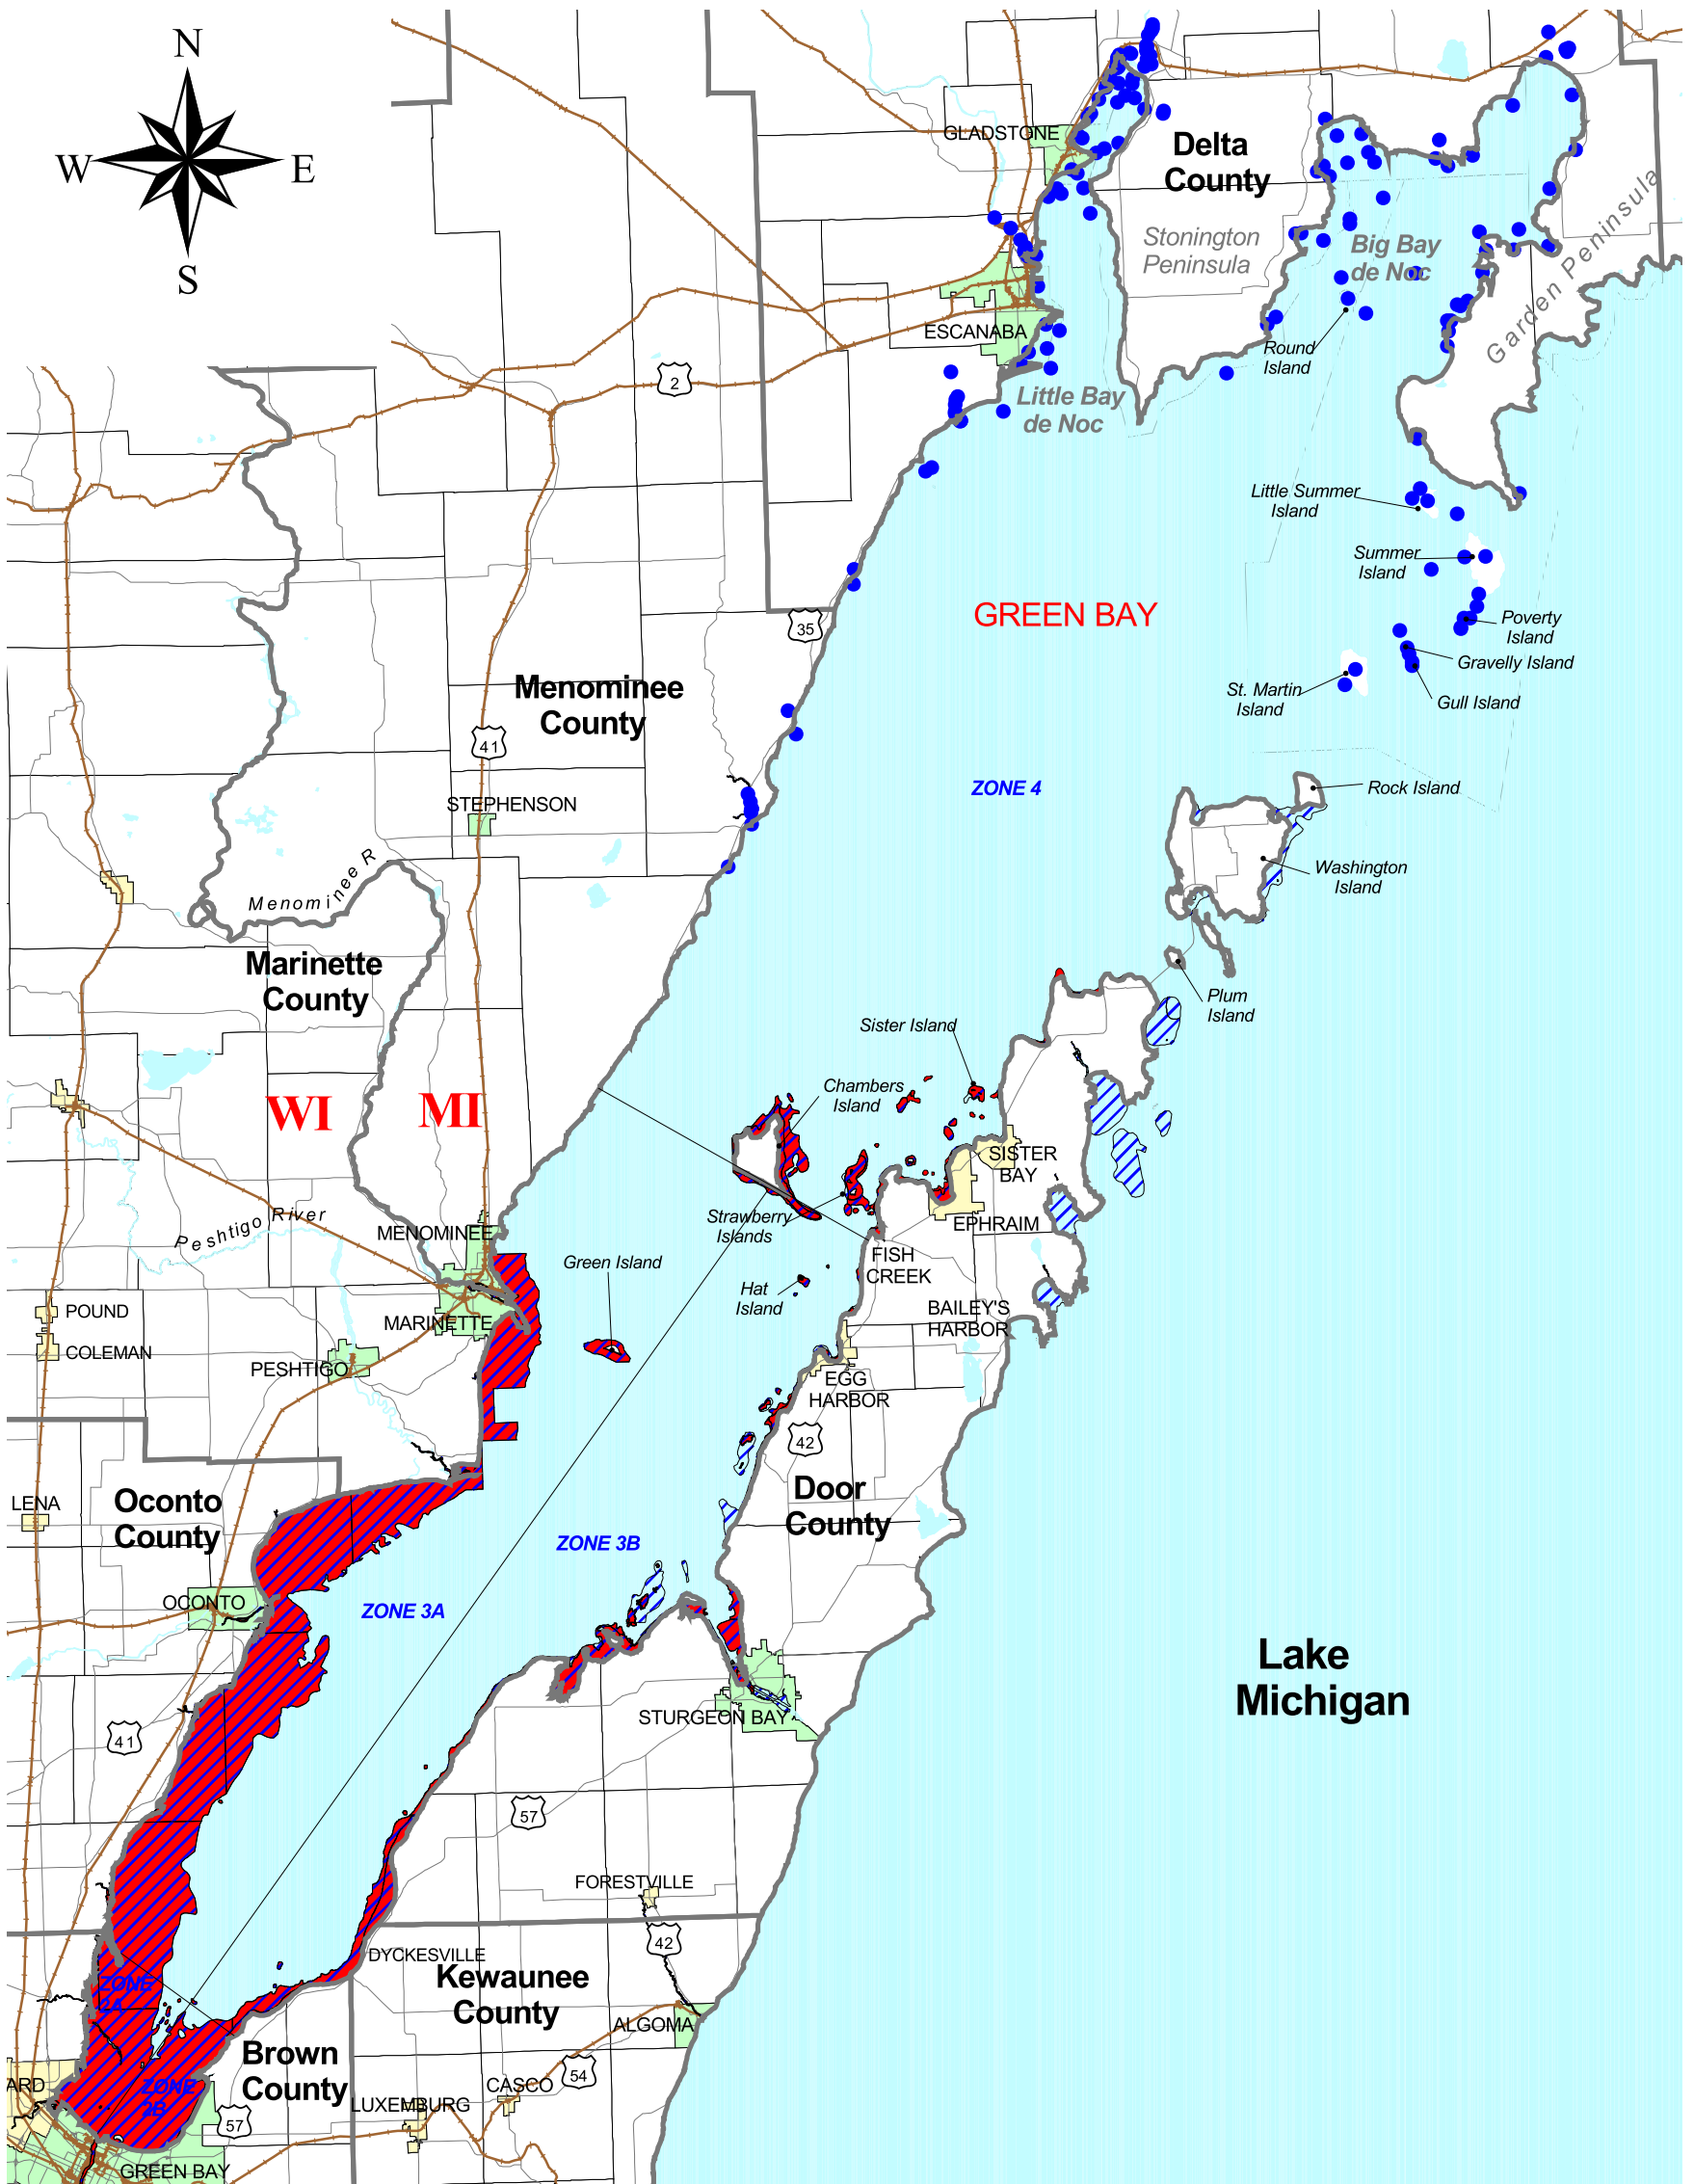 N
W
E
S
GLADSTONE
Delta
County
Stonington
Peninsula
Big Bay
de Noc
Garden Peninsula
ESCANABA
Round
Island
2
Little Bay
de Noc
Little Summer
Island
Summer
Island
GREEN BAY
35
Poverty
Island
Gravelly Island
St. Martin
Island
Gull Island
Menominee
County
41
ZONE 4
Rock Island
STEPHENSON
Washington
Island
Menominee R
Marinette
County
Plum
Island
Sister Island
Chambers
Island
WI
MI
SISTER
BAY
Strawberry
Islands
EPHRAIM
Peshtigo River
MENOMINEE
Green Island
FISH
CREEK
Hat
Island
POUND
MARINETTE
BAILEY'S
HARBOR
COLEMAN
PESHTIGO
EGG
HARBOR
42
LENA
Oconto
County
Door
County
ZONE 3B
OCONTO
ZONE 3A
Lake
Michigan
STURGEON BAY
41
57
FORESTVILLE
42
DYCKESVILLE
Kewaunee
County
ZONE
2A
ALGOMA
Brown
County
54
ARD
ZONE
2B
CASCO
LUXEMBURG
57
GREEN BAY